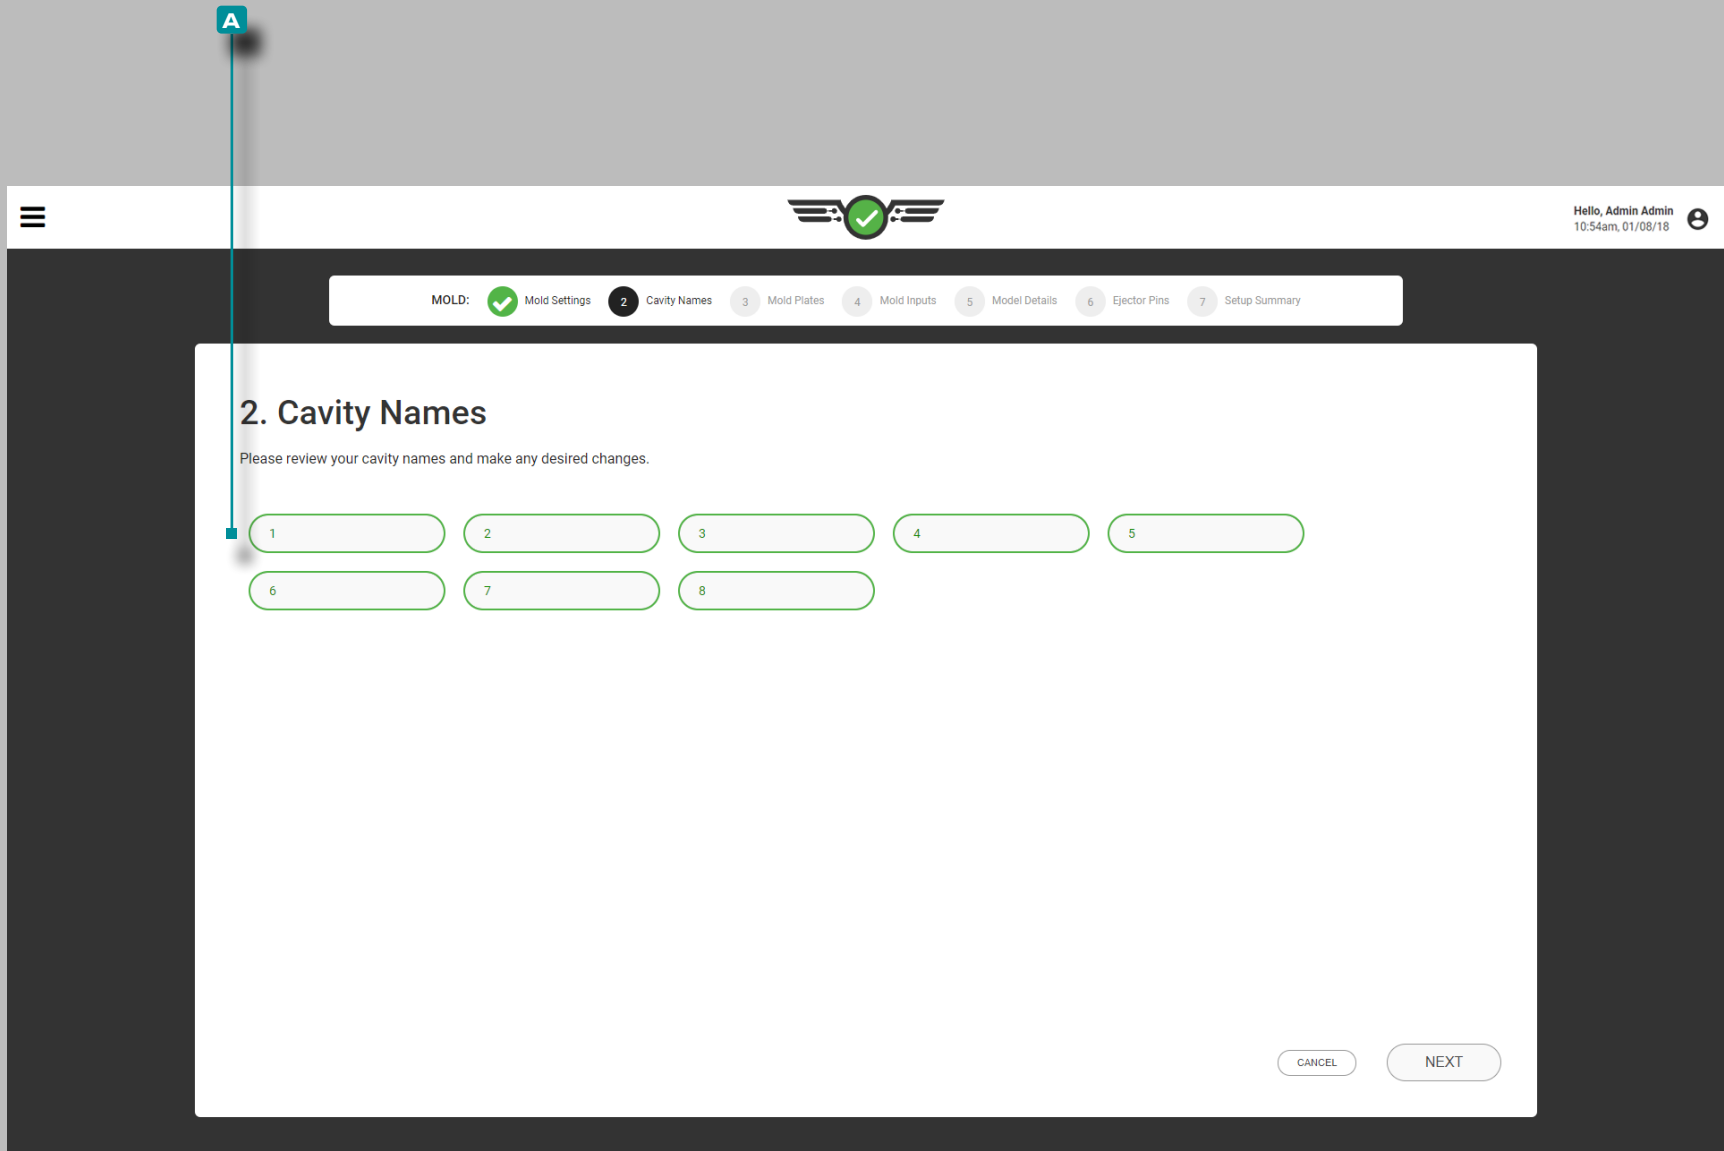 A
Hello, Admin Admin
10:54am, 01/08/18
MOLD: Mold Settings 2 Cavity Names 3 Mold Plates 4 Mold Inputs 5 Model Details 6 Ejector Pins 7 Setup Summary
2. Cavity Names
Please review your cavity names and make any desired changes.
1 2 3 4 5
6 7 8
CANCEL NEXT